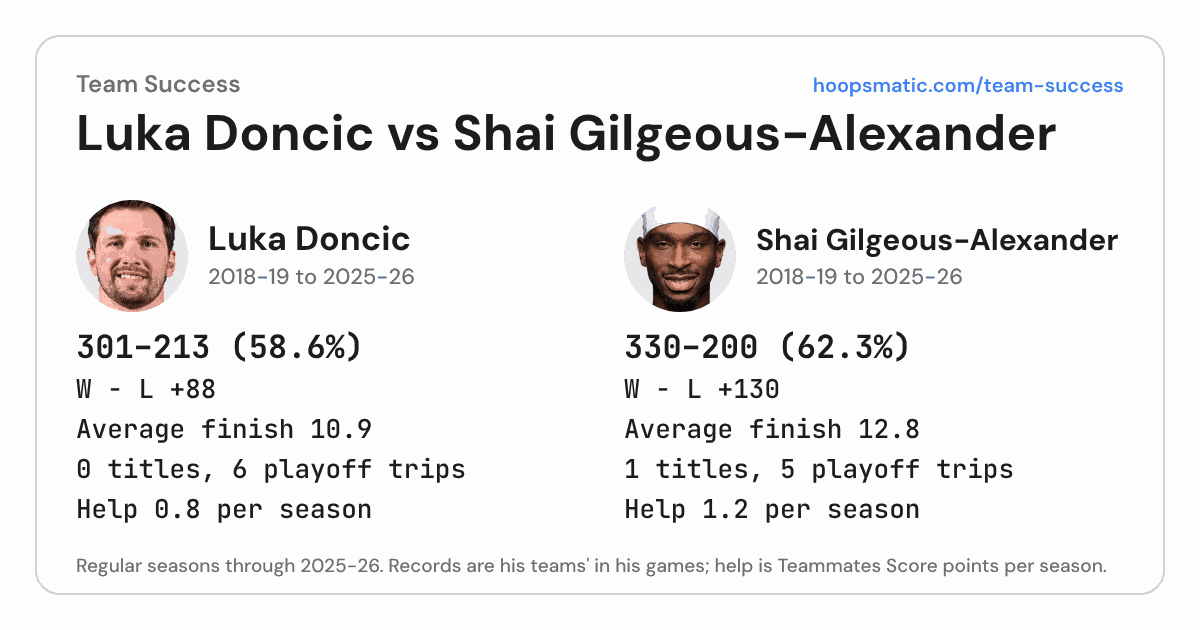 Team Success
hoopsmatic.com/team-success
Luka Doncic vs Shai Gilgeous-Alexander
Luka Doncic
2018-19 to 2025-26
301-213 (58.6%)
W - L +88
Average finish 10.9
0 titles, 6 playoff trips
Help 0.8 per season
Shai Gilgeous-Alexander
2018-19 to 2025-26
330-200 (62.3%)
W - L +130
Average finish 12.8
1 titles, 5 playoff trips
Help 1.2 per season
Regular seasons through 2025-26. Records are his teams' in his games; help is Teammates Score points per season.